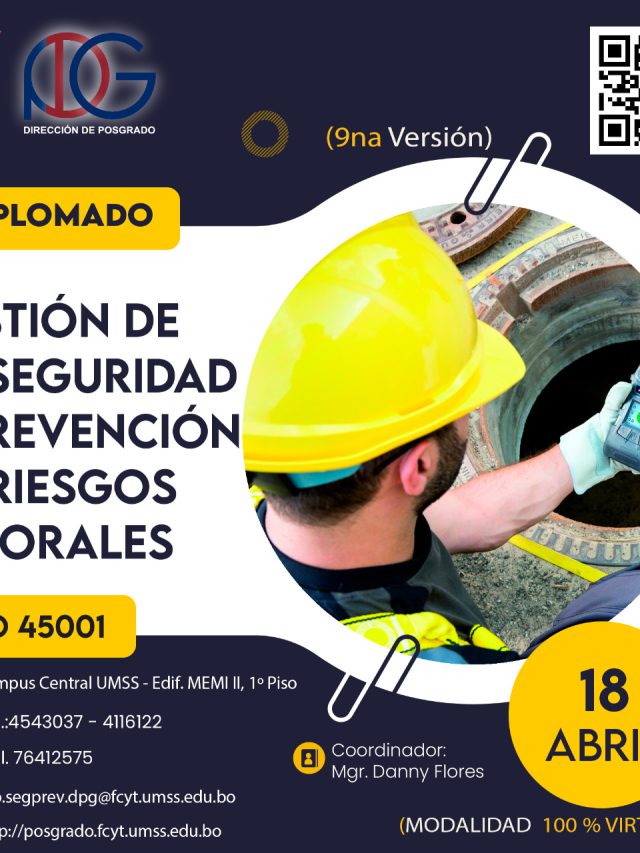 DIRECCIÓN DE POSGRADO
(9na Versión)
PLOMADO
STIÓN DE
SEGURIDAD
REVENCIÓN
RIESGOS
ORALES
O 45001
mpus Central UMSS - Edif. MEMI II, 1º Piso
.:4543037 - 4116122
l. 76412575
o.segprev.dpg@fcyt.umss.edu.bo
tp://posgrado.fcyt.umss.edu.bo
Coordinador:
Mgr. Danny Flores
18
ABRI
(MODALIDAD 100 % VIRT